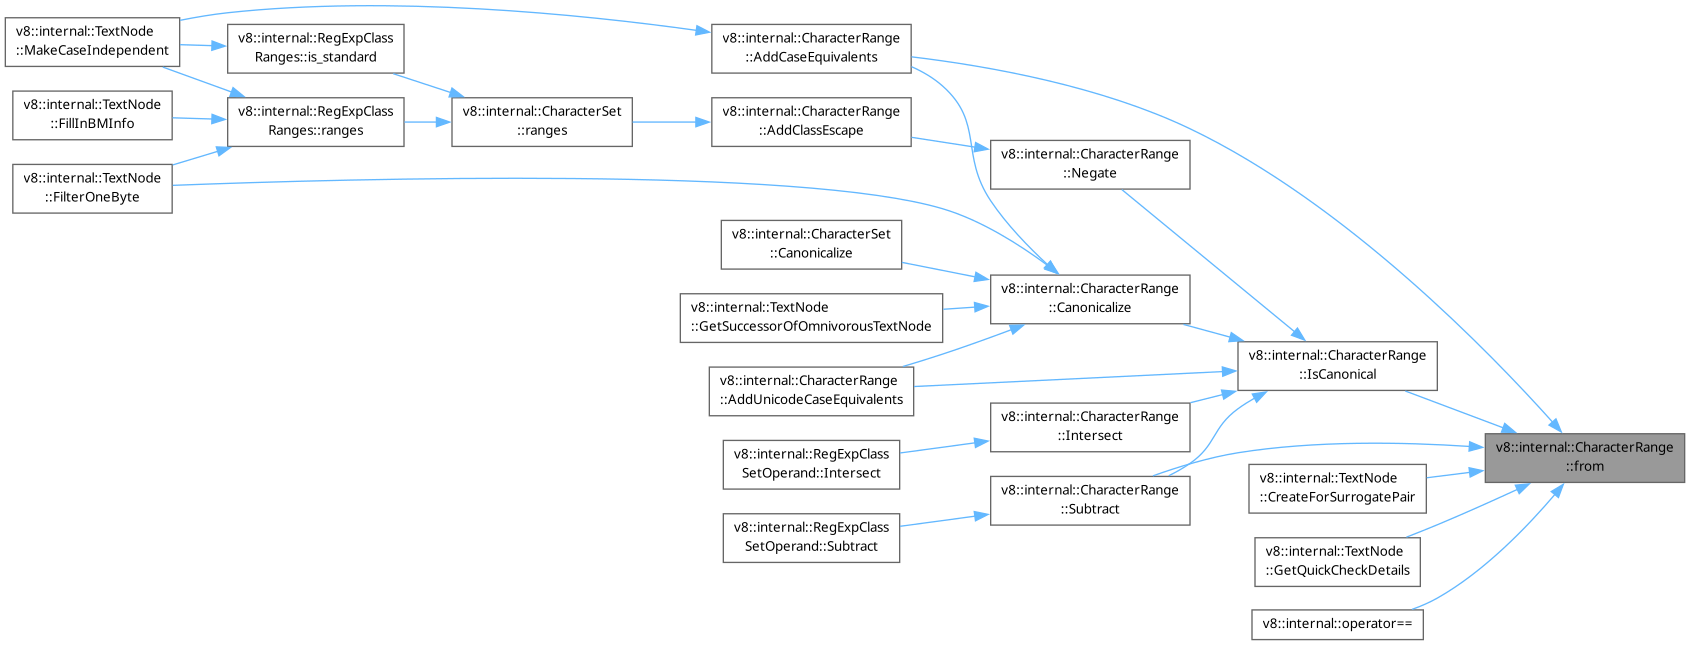 v8::internal::TextNode
::MakeCaseIndependent
v8::internal::TextNode
::FillInBMInfo
v8::internal::TextNode
::FilterOneByte
v8::internal::RegExpClass
Ranges::is_standard
v8::internal::RegExpClass
Ranges::ranges
v8::internal::CharacterSet
::ranges
v8::internal::CharacterRange
::AddCaseEquivalents
v8::internal::CharacterRange
::AddClassEscape
v8::internal::CharacterSet
::Canonicalize
v8::internal::TextNode
::GetSuccessorOfOmnivorousTextNode
v8::internal::CharacterRange
::AddUnicodeCaseEquivalents
v8::internal::RegExpClass
SetOperand::Intersect
v8::internal::RegExpClass
SetOperand::Subtract
v8::internal::CharacterRange
::Negate
v8::internal::CharacterRange
::Canonicalize
v8::internal::CharacterRange
::Intersect
v8::internal::CharacterRange
::Subtract
v8::internal::CharacterRange
::IsCanonical
v8::internal::TextNode
::CreateForSurrogatePair
v8::internal::TextNode
::GetQuickCheckDetails
v8::internal::operator==
v8::internal::CharacterRange
::from